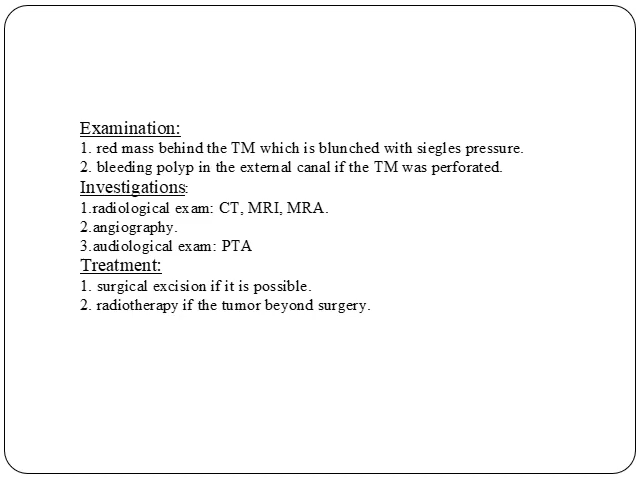 Examination:
1. red mass behind the TM which is blunched with siegles pressure.
2. bleeding polyp in the external canal if the TM was perforated.
Investigations:
1.radiological exam: CT, MRI, MRA.
2.angiography.
3.audiological exam: PTA
Treatment:
1. surgical excision if it is possible.
2. radiotherapy if the tumor beyond surgery.